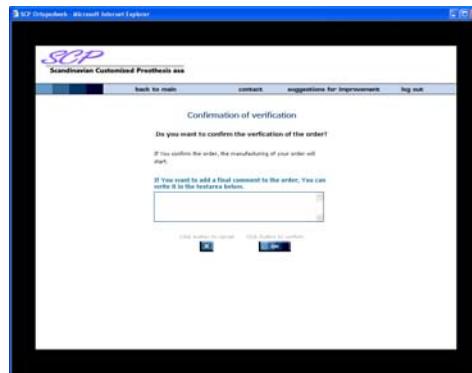 SCP Ortopediweb - Microsoft Internet Explorer
SCP
Scandinavian Customized Prosthesis asa
back to main contact suggestions for improvement log out
Confirmation of verification
Do you want to confirm the verfication of the order?
If You confirm the order, the manufacturing of your order will
start.
If You want to add a final comment to the order, You can
write it in the textarea below.
Click button to cancel Click button to confirm
X OK